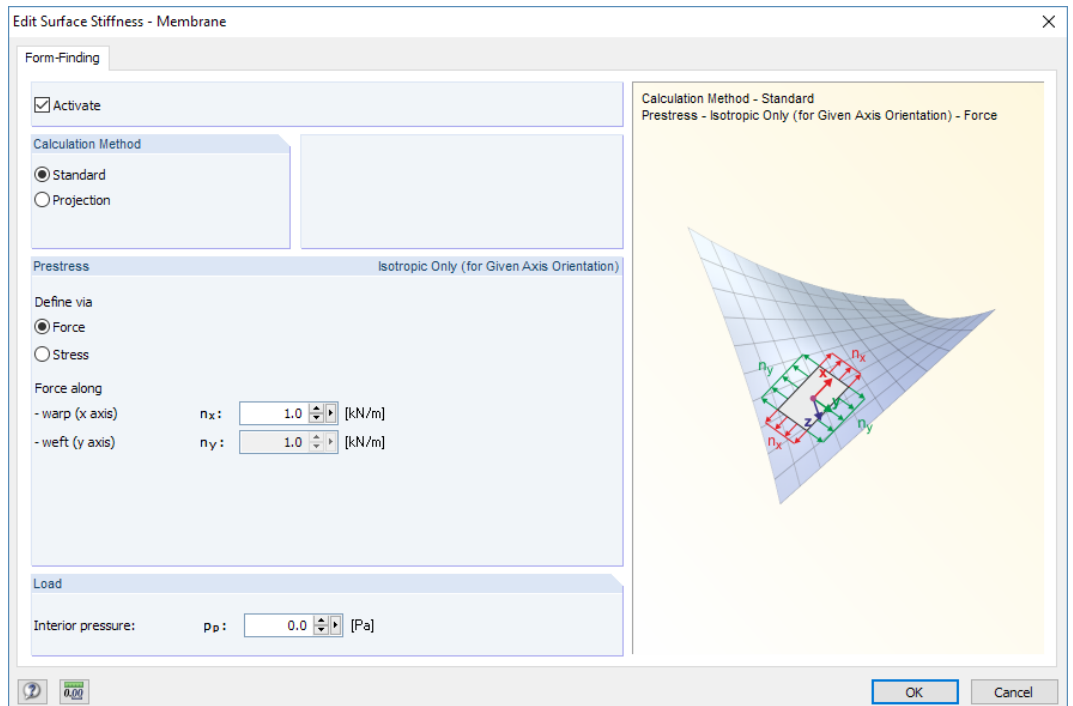 Edit Surface Stiffness - Membrane
Form-Finding
Activate
Calculation Method
Standard
Projection
Prestress Isotropic Only (for Given Axis Orientation)
Define via
Force
Stress
Force along
- warp (x axis) nx: 1.0 [kN/m]
- weft (y axis) ny: 1.0 [kN/m]
Load
Interior pressure: pp: 0.0 [Pa]
Calculation Method - Standard
Prestress - Isotropic Only (for Given Axis Orientation) - Force
ny nx
x
y
z
nx ny
0.00
OK Cancel